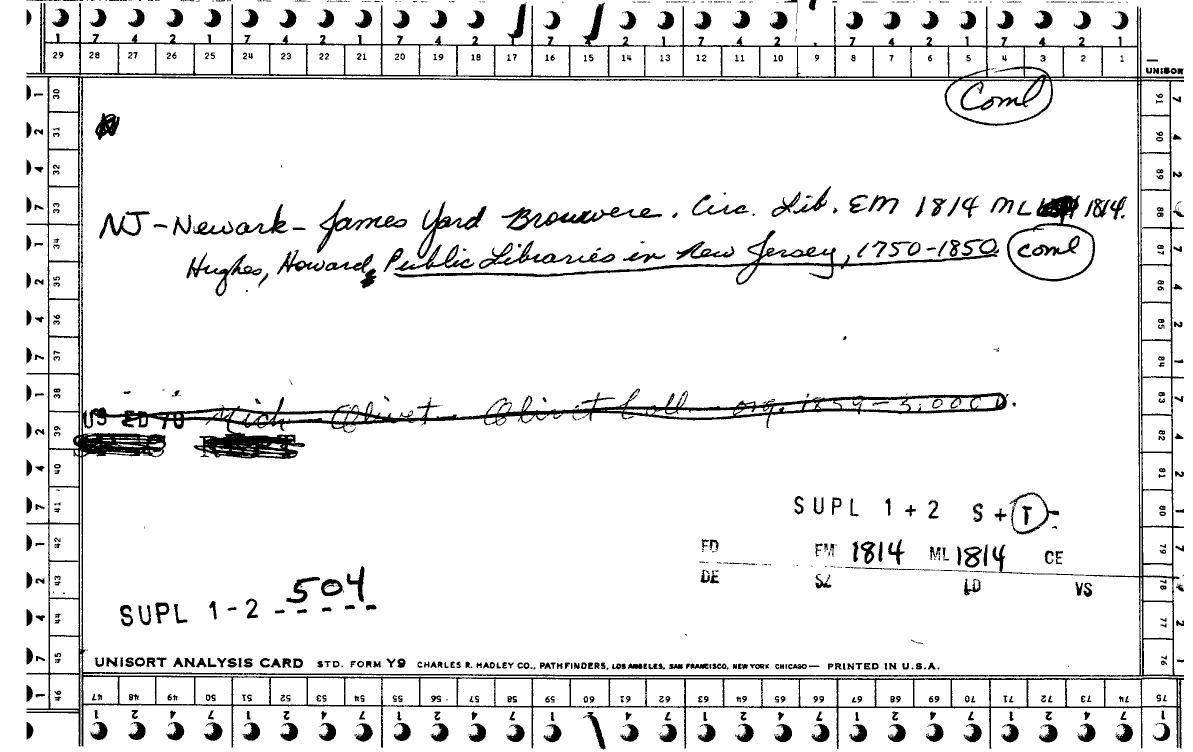 7 4 2 1 7 4 2 1 7 4 2 1 7 4 2 1 7 4 2 1 7 4 2 1 7 4 2 1
29 28 27 26 25 24 23 22 21 20 19 18 17 16 15 14 13 12 11 10 9 8 7 6 5 4 3 2 1
UNISORT
Coml
NJ - Newark - James Yard Brouwere. Circ. Lib. EM 1814 ML 1814.
Hughes, Howard, Public Libraries in New Jersey, 1750-1850 coml
US ED 70 Mich Olivet Olivet Coll org. 1859 - 5,000 D.
SUPL 1 + 2 S + T -
FD EM 1814 ML 1814 CE
DE SZ LD VS
SUPL 1-2 504
UNISORT ANALYSIS CARD STD. FORM Y9 CHARLES R. HADLEY CO., PATHFINDERS, LOS ANGELES, SAN FRANCISCO, NEW YORK CHICAGO — PRINTED IN U.S.A.
30 31 32 33 34 35 36 37 38 39 40 41 42 43 44 45 46
91 90 89 88 87 86 85 84 83 82 81 80 79 78 77 76
47 48 49 50 51 52 53 54 55 56 57 58 59 60 61 62 63 64 65 66 67 68 69 70 71 72 73 74 75
1 2 4 7 1 2 4 7 1 2 4 7 1 2 4 7 1 2 4 7 1 2 4 7 1 2 4 7 1